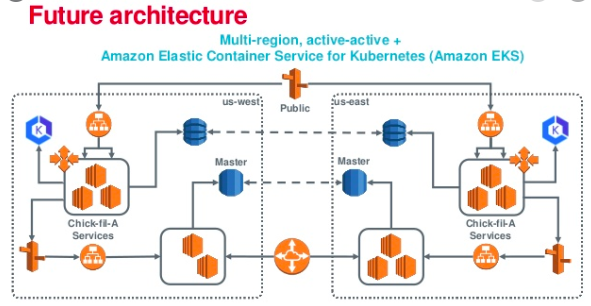 Future architecture
Multi-region, active-active +
Amazon Elastic Container Service for Kubernetes (Amazon EKS)
us-west
Public
us-east
K
K
Master
Master
Chick-fil-A
Services
Chick-fil-A
Services